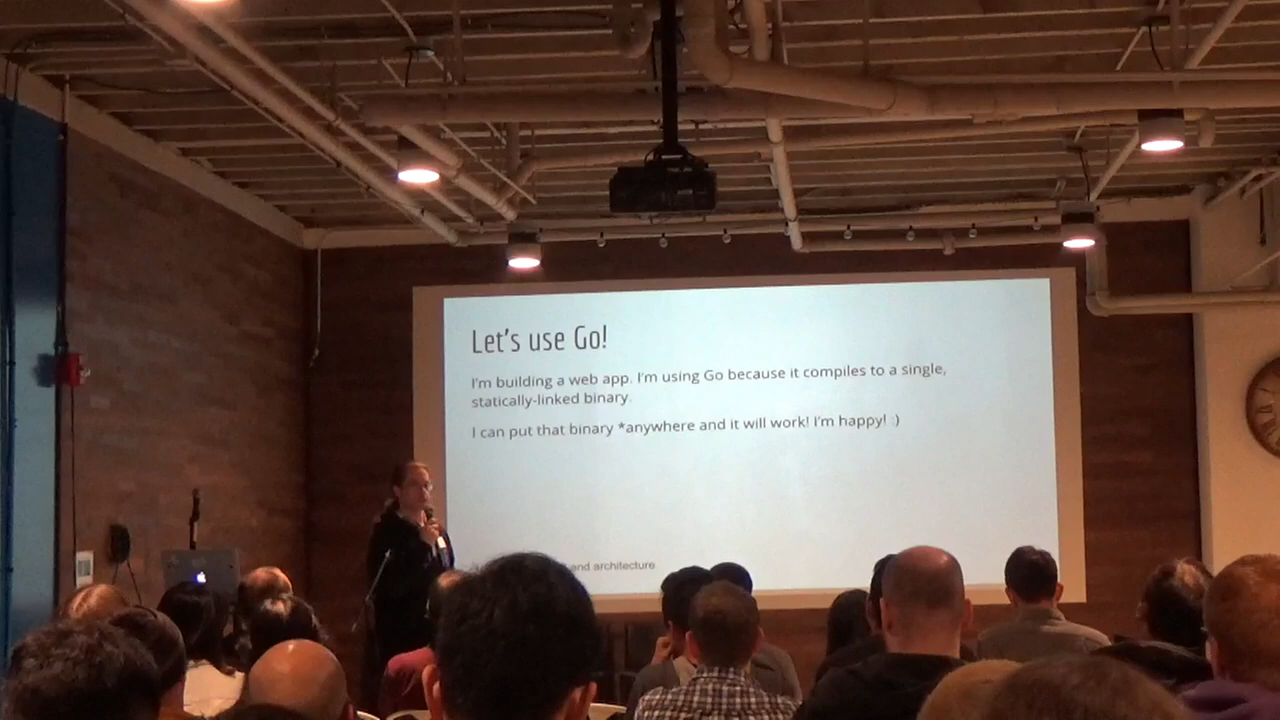 Let's use Go!
I'm building a web app. I'm using Go because it compiles to a single,
statically-linked binary.
I can put that binary *anywhere and it will work! I'm happy! :)
and architecture